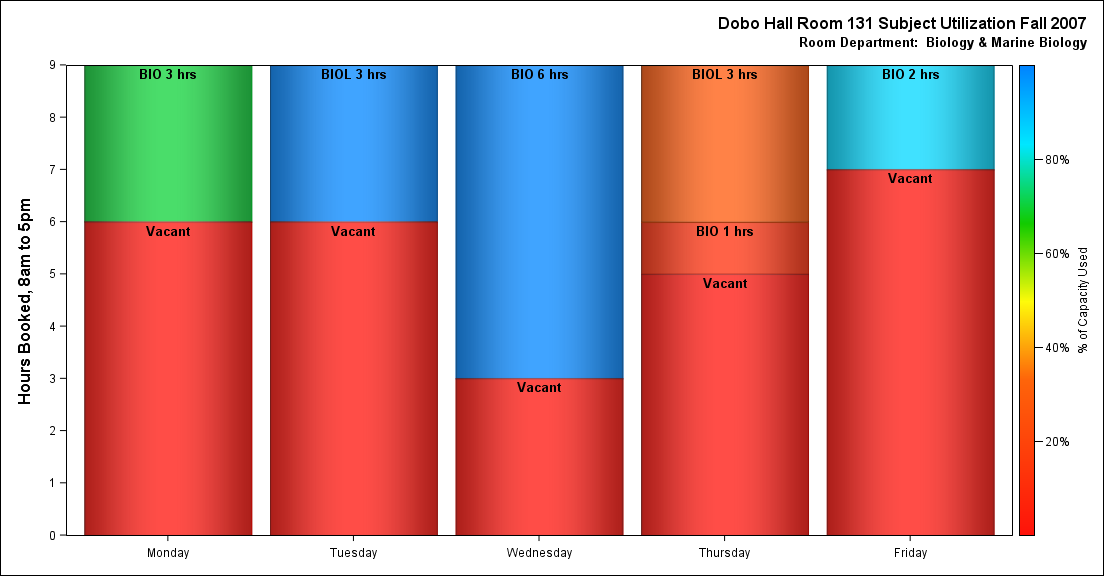 Dobo Hall Room 131 Subject Utilization Fall 2007
Room Department: Biology & Marine Biology
Hours Booked, 8am to 5pm
9
8
7
6
5
4
3
2
1
0
BIO 3 hrs
Vacant
BIOL 3 hrs
Vacant
BIO 6 hrs
Vacant
BIOL 3 hrs
BIO 1 hrs
Vacant
BIO 2 hrs
Vacant
Monday
Tuesday
Wednesday
Thursday
Friday
80%
60%
40%
20%
% of Capacity Used